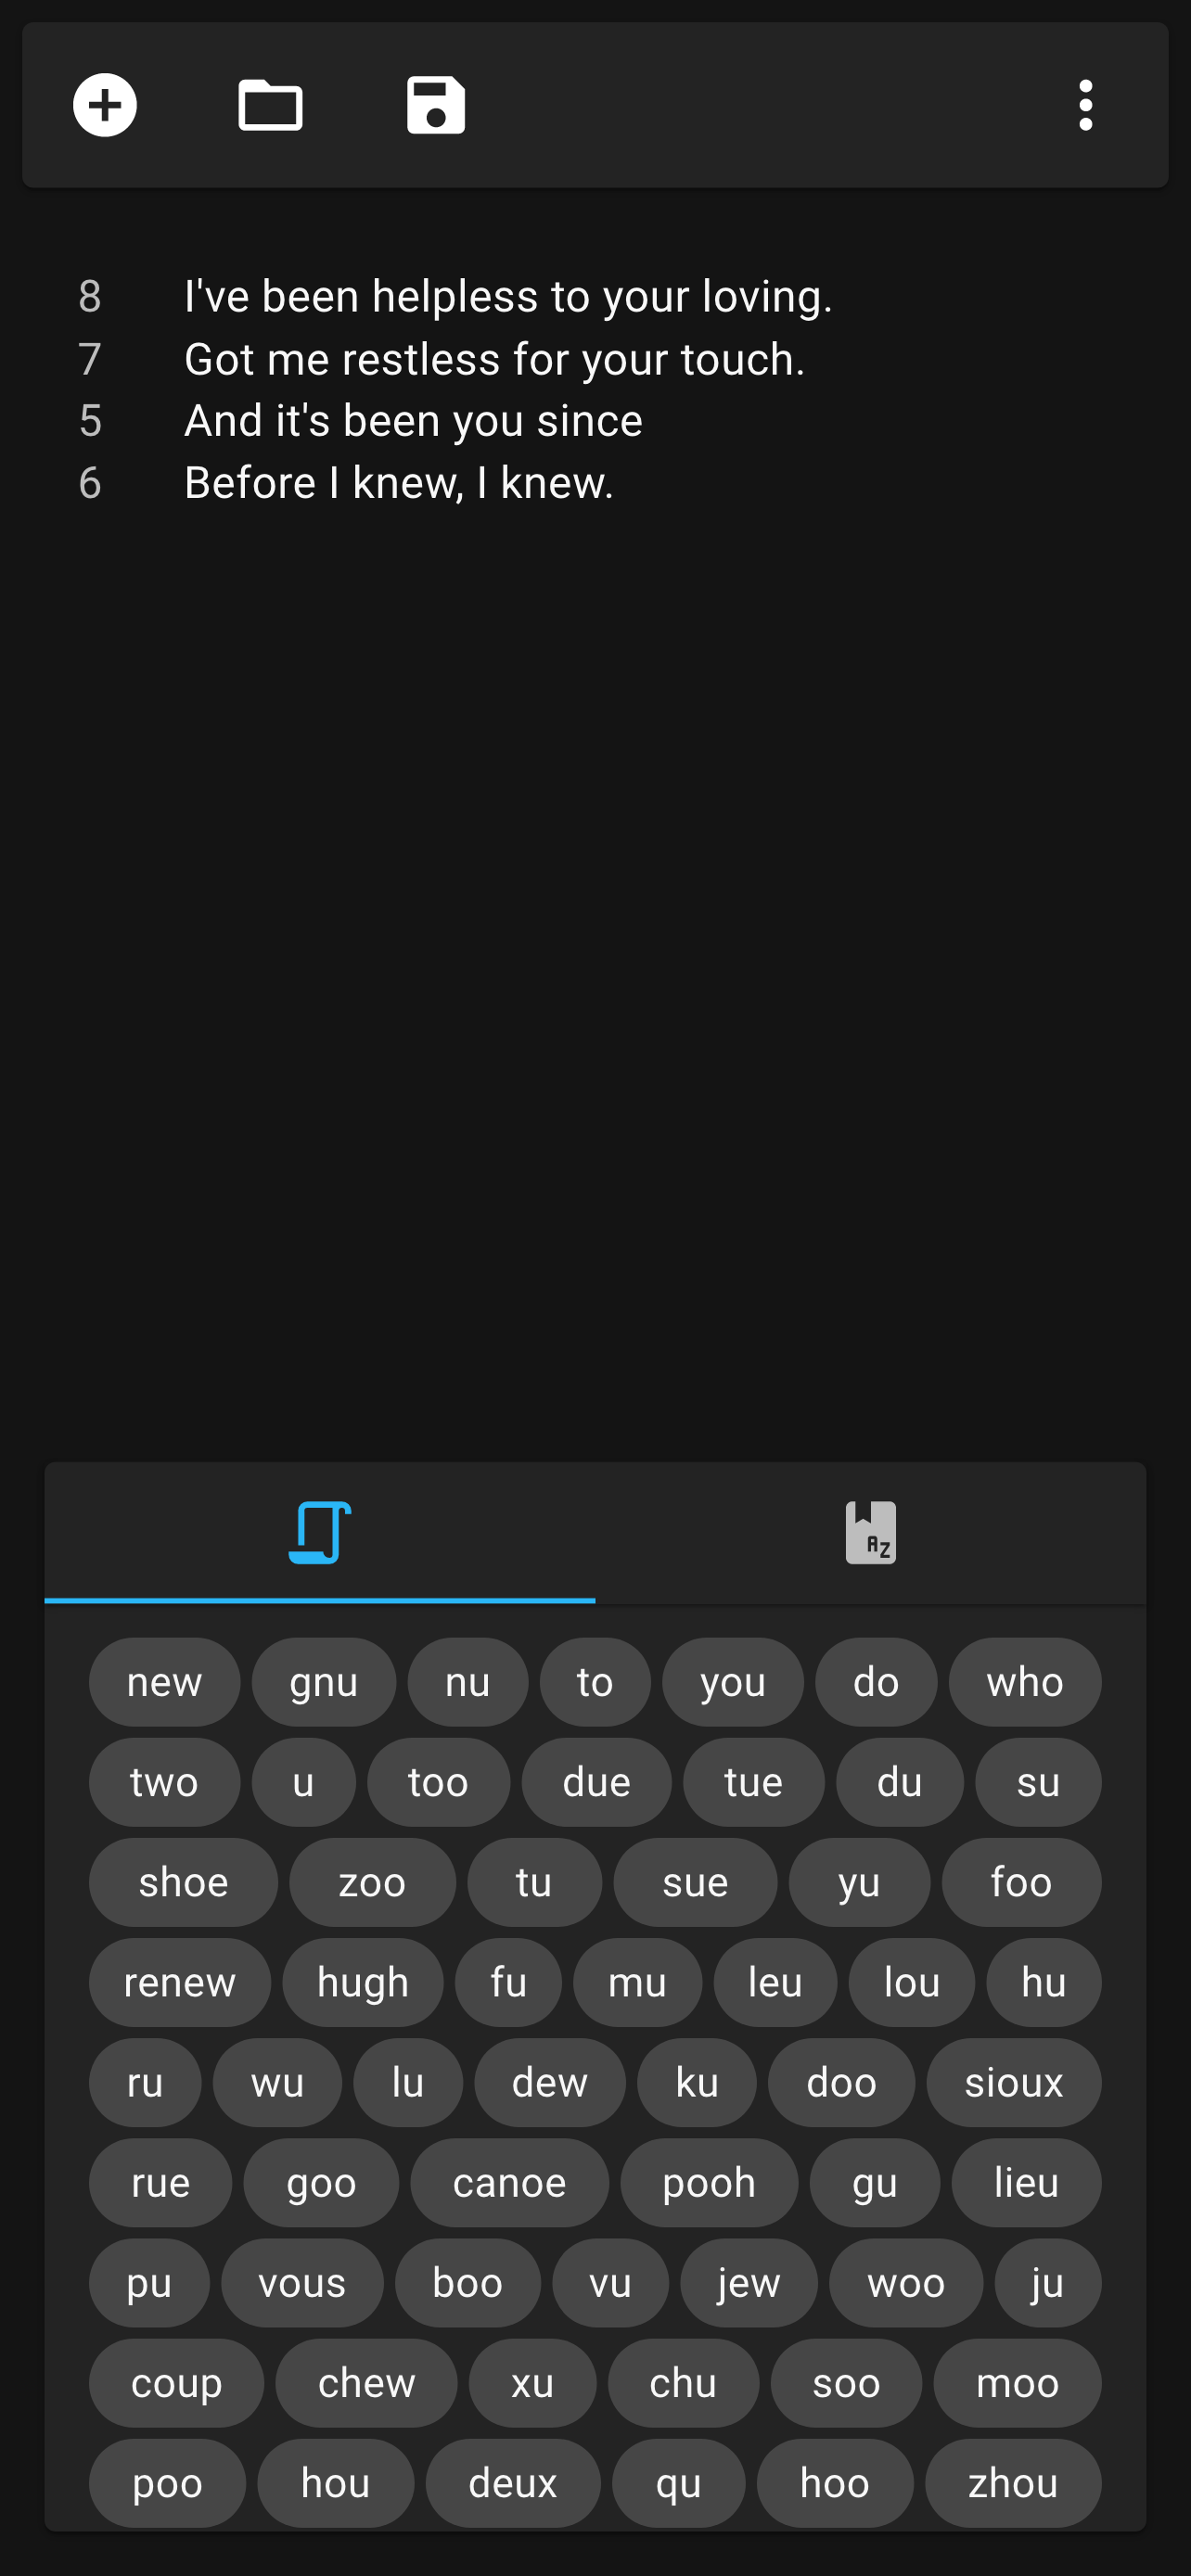 8 I've been helpless to your loving.
7 Got me restless for your touch.
5 And it's been you since
6 Before I knew, I knew.
AZ
new gnu nu to you do who
two u too due tue du su
shoe zoo tu sue yu foo
renew hugh fu mu leu lou hu
ru wu lu dew ku doo sioux
rue goo canoe pooh gu lieu
pu vous boo vu jew woo ju
coup chew xu chu soo moo
poo hou deux qu hoo zhou